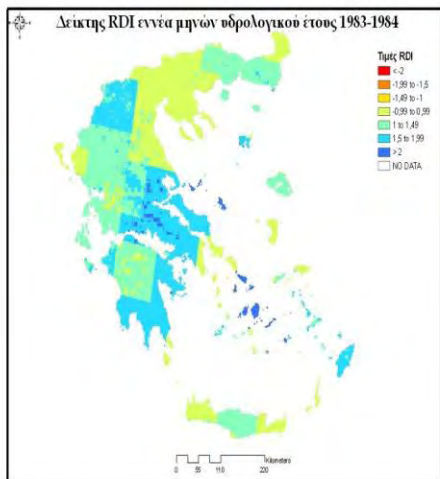 Δείκτης RDI εννέα μηνών υδρολογικού έτους 1983-1984
Τιμές RDI
< -2
-1,99 to -1,5
-1,49 to -1
-0,99 to 0,99
1 to 1,49
1,5 to 1,99
> 2
NO DATA
Kilometers
0 55 110 220